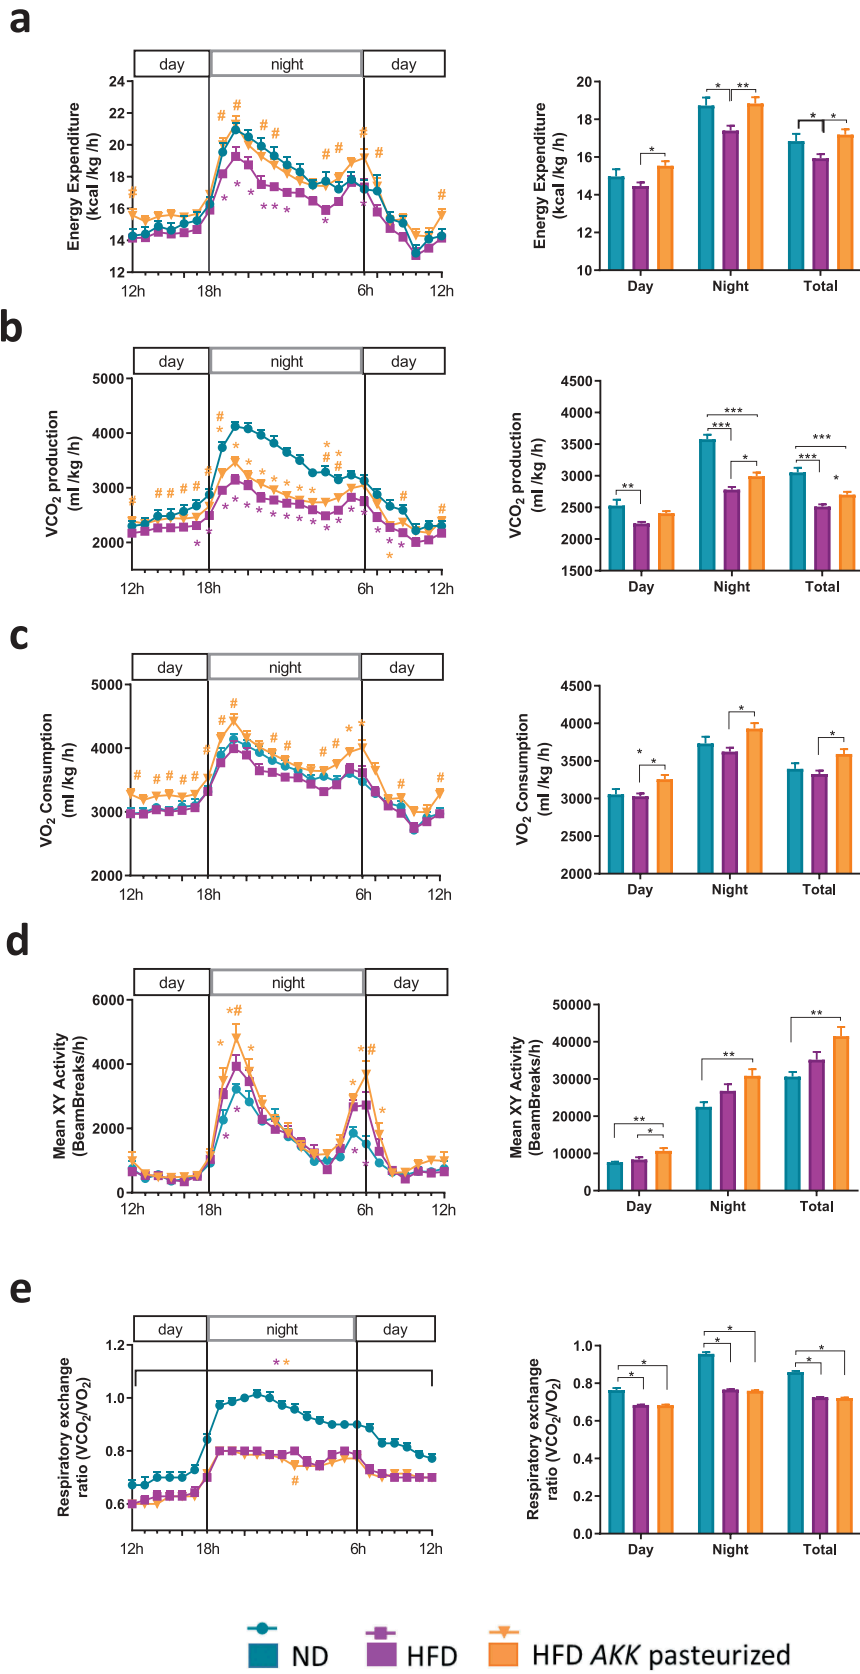 a
day night day
Energy Expenditure
(kcal /kg /h)
24
22
20
18
16
14
12
12h 18h 6h 12h
# # # # # # # # # #
* * * * * * * *
Energy Expenditure
(kcal /kg /h)
20
18
16
14
12
10
* * ** * *
Day Night Total
b
day night day
VCO2 production
(ml /kg /h)
5000
4000
3000
2000
12h 18h 6h 12h
VCO2 production
(ml /kg /h)
4500
4000
3500
3000
2500
2000
1500
** *** *** * *** *** *
Day Night Total
c
day night day
VO2 Consumption
(ml /kg /h)
5000
4000
3000
2000
12h 18h 6h 12h
VO2 Consumption
(ml /kg /h)
4500
4000
3500
3000
2500
2000
* * * *
Day Night Total
d
day night day
Mean XY Activity
(BeamBreaks/h)
6000
4000
2000
0
12h 18h 6h 12h
Mean XY Activity
(BeamBreaks/h)
50000
40000
30000
20000
10000
0
** * ** **
Day Night Total
e
day night day
Respiratory exchange
ratio (VCO2/VO2)
1.2
1.0
0.8
0.6
12h 18h 6h 12h
* *
#
Respiratory exchange
ratio (VCO2/VO2)
1.0
0.8
0.6
0.4
0.2
0.0
* * * * * *
Day Night Total
ND HFD HFD AKK pasteurized